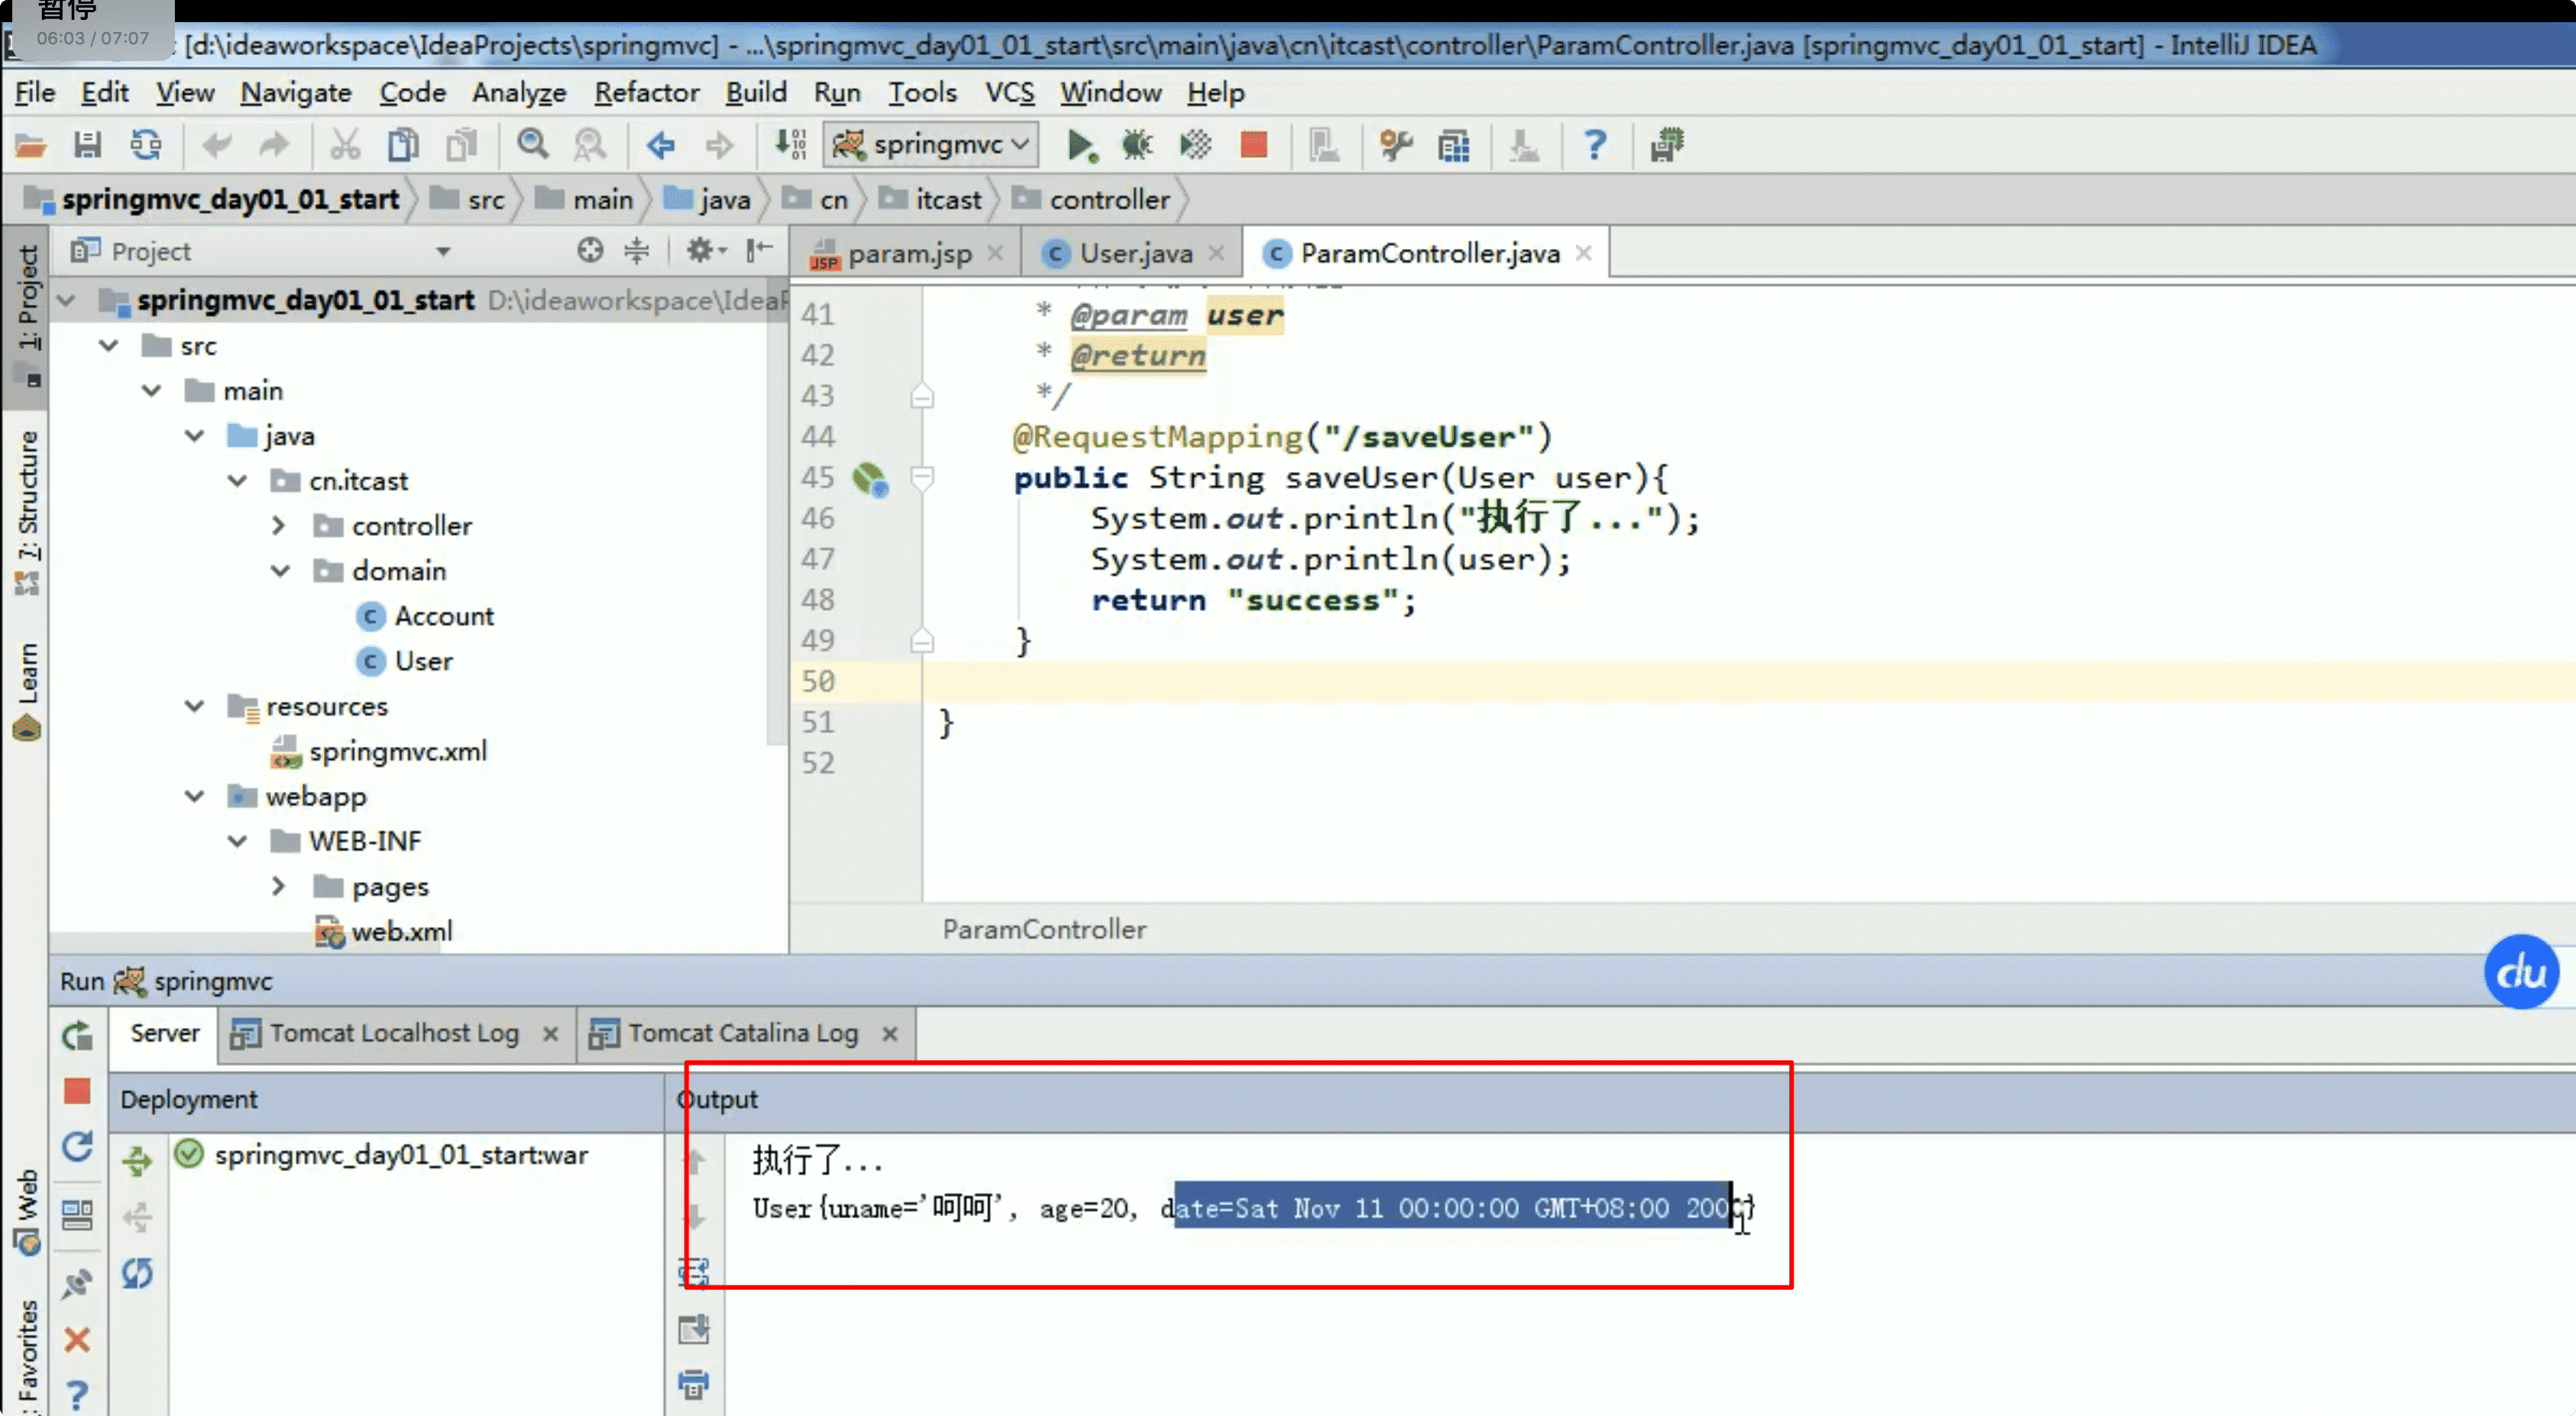 暂停
06:03 / 07:07
[d:\ideaworkspace\IdeaProjects\springmvc] - ...\springmvc_day01_01_start\src\main\java\cn\itcast\controller\ParamController.java [springmvc_day01_01_start] - IntelliJ IDEA
File Edit View Navigate Code Analyze Refactor Build Run Tools VCS Window Help
springmvc
springmvc_day01_01_start src main java cn itcast controller
Project
param.jsp User.java ParamController.java
1: Project
7: Structure
Learn
Web
Favorites
springmvc_day01_01_start D:\ideaworkspace\IdeaP
src
main
java
cn.itcast
controller
domain
Account
User
resources
springmvc.xml
webapp
WEB-INF
pages
web.xml
41 * @param user
42 * @return
43 */
44 @RequestMapping("/saveUser")
45 public String saveUser(User user){
46 System.out.println("执行了...");
47 System.out.println(user);
48 return "success";
49 }
50
51 }
52
ParamController
du
Run springmvc
Server Tomcat Localhost Log Tomcat Catalina Log
Deployment
springmvc_day01_01_start:war
Output
执行了...
User{uname='呵呵', age=20, date=Sat Nov 11 00:00:00 GMT+08:00 2000}